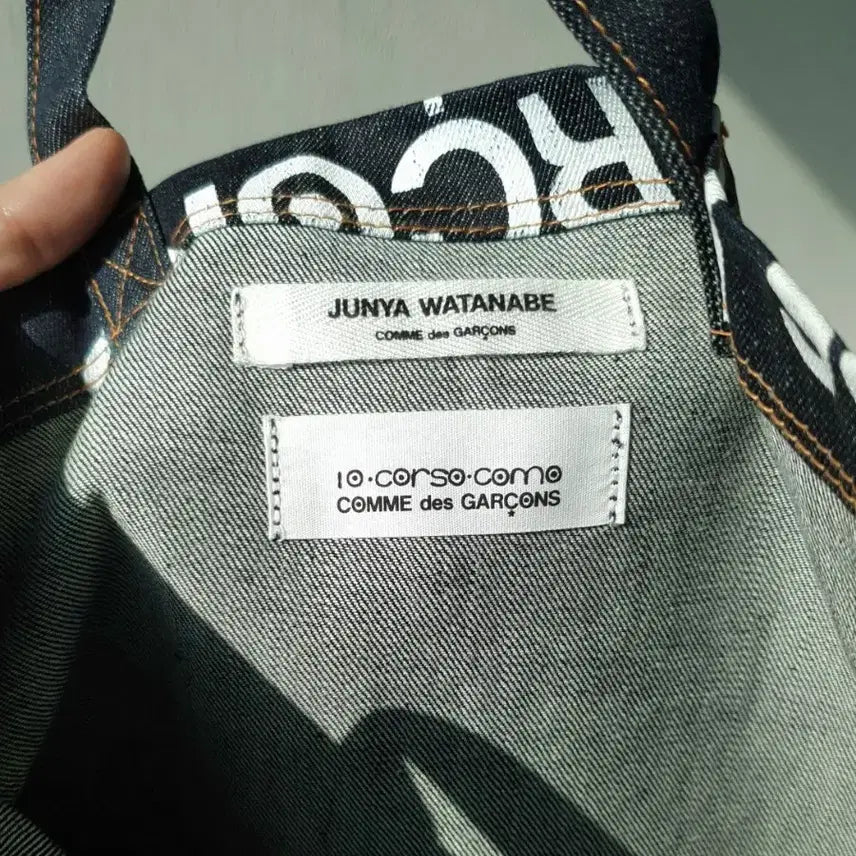 JUNYA WATANABE
COMME des GARÇONS
10·corso·como
COMME des GARÇONS